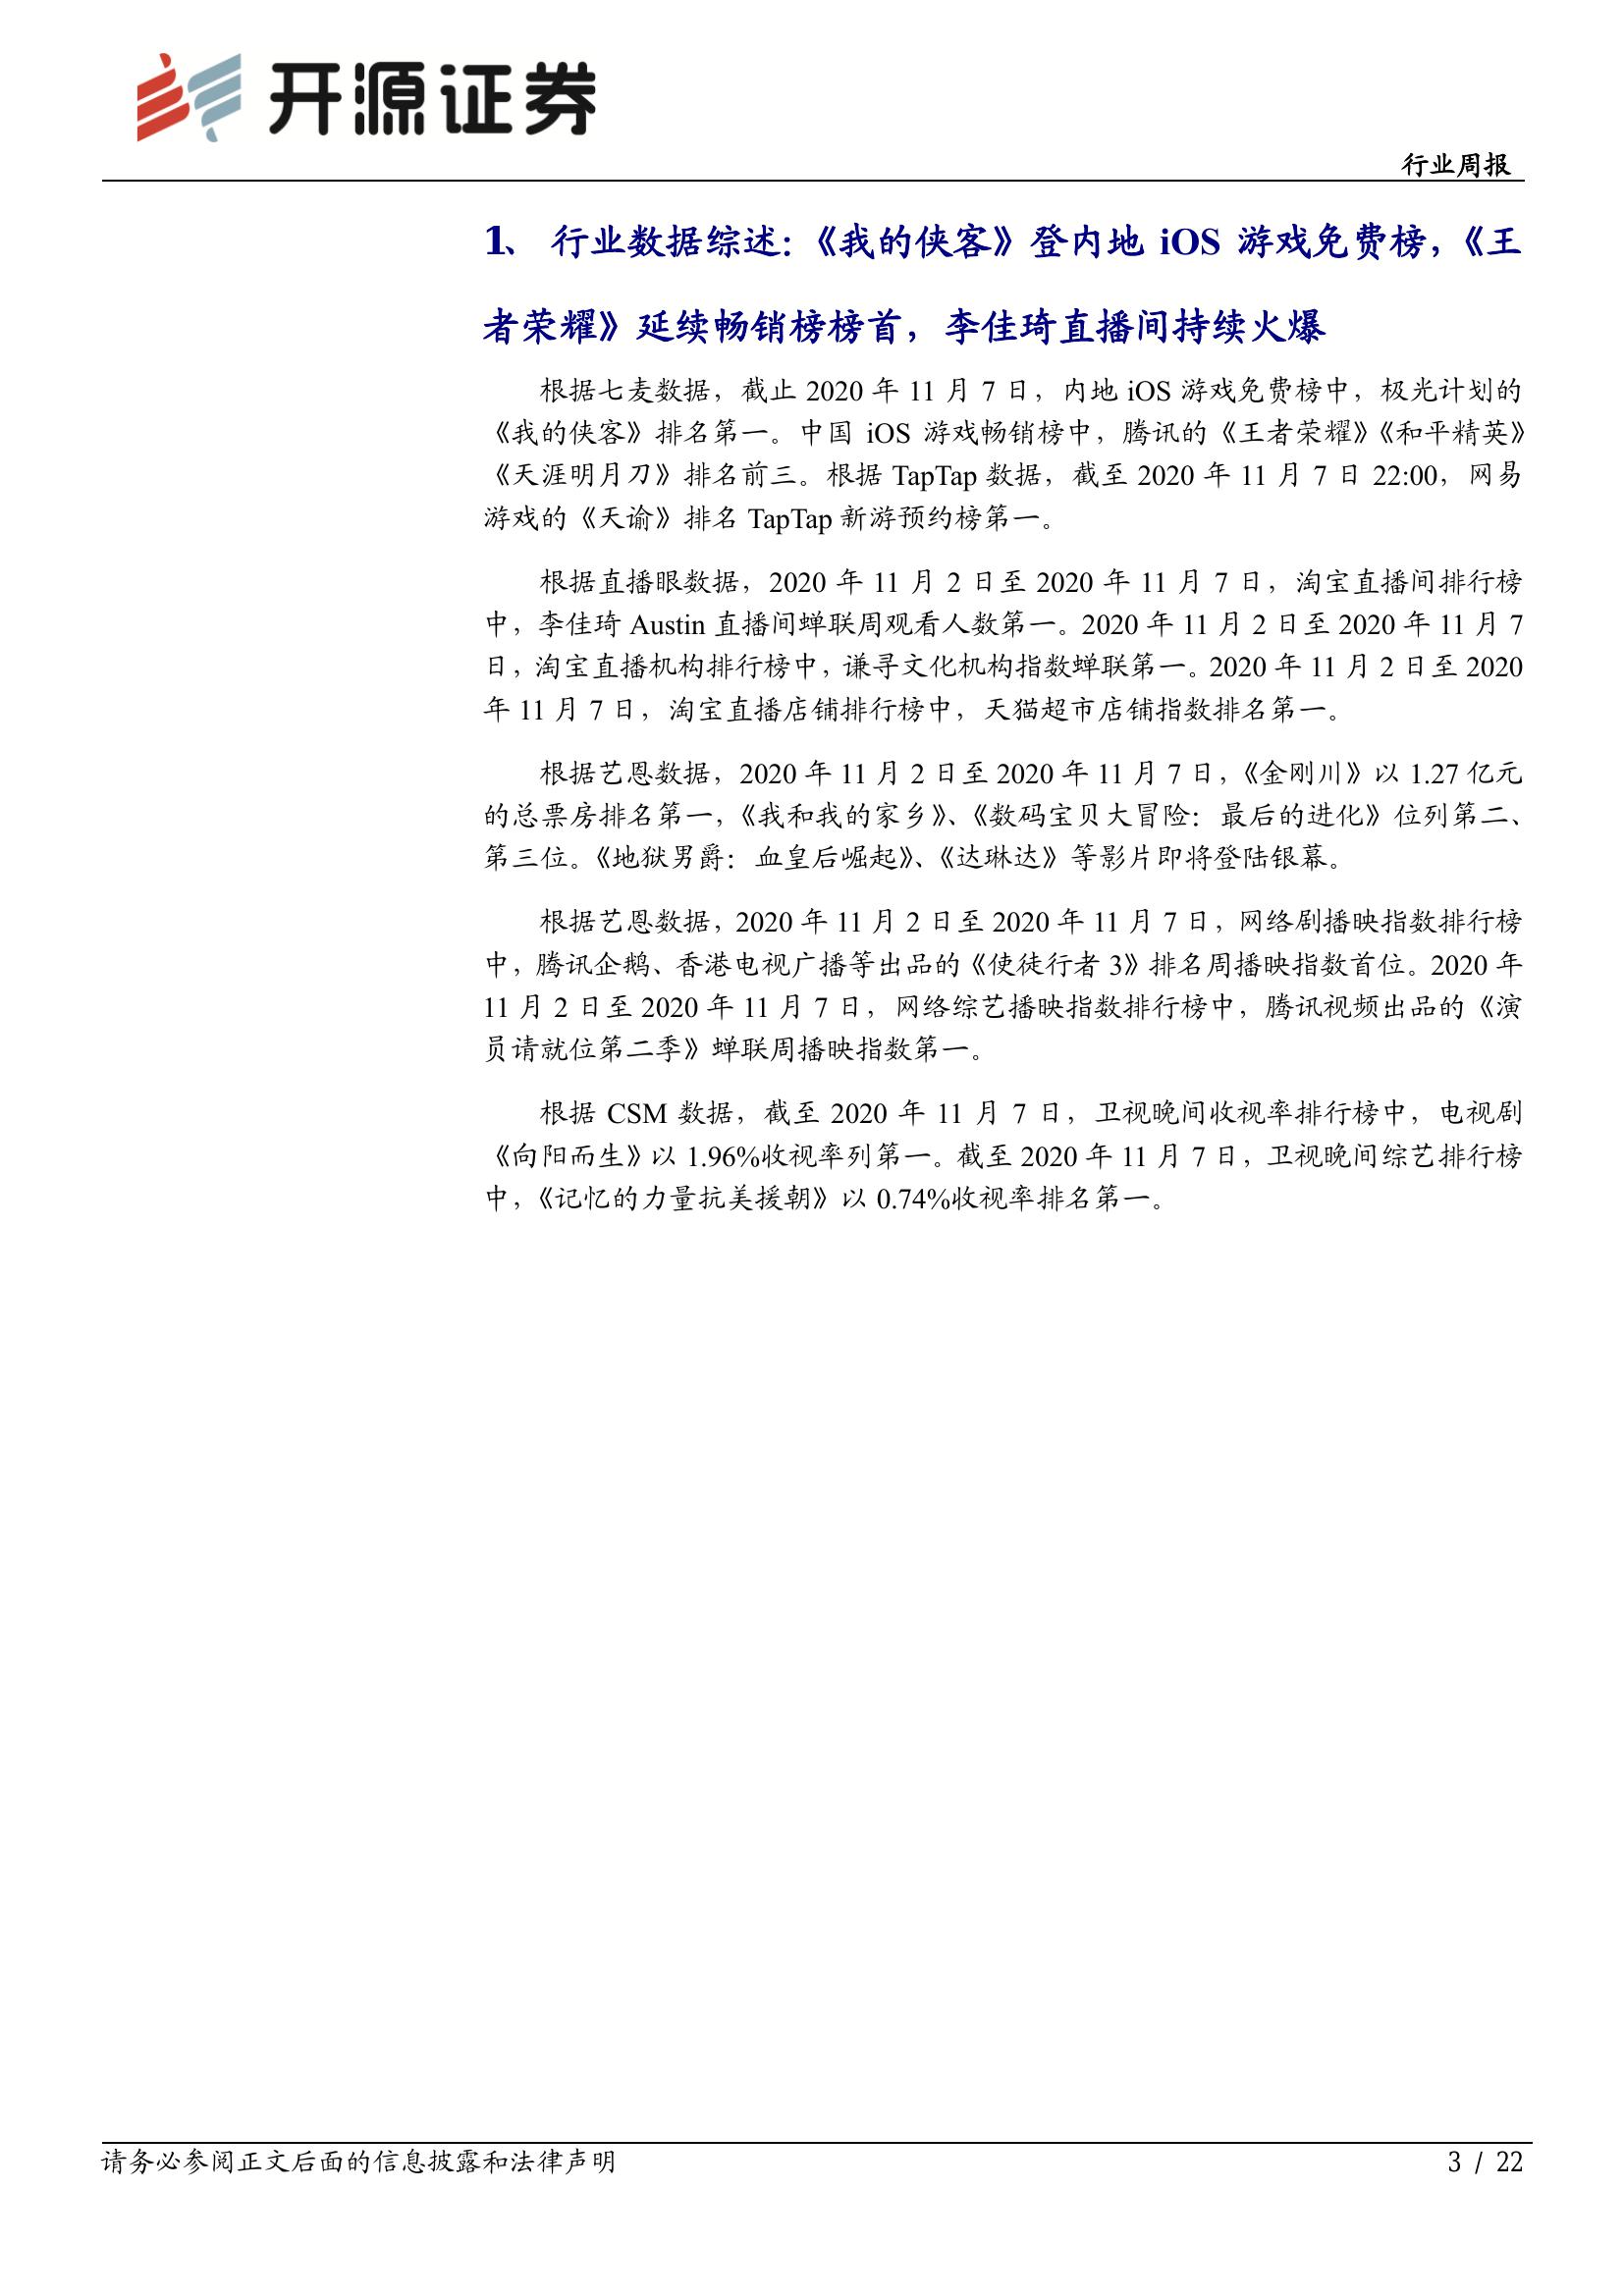 开源证券
行业周报
1、 行业数据综述：《我的侠客》登内地 iOS 游戏免费榜，《王
者荣耀》延续畅销榜榜首，李佳琦直播间持续火爆
根据七麦数据，截止 2020 年 11 月 7 日，内地 iOS 游戏免费榜中，极光计划的
《我的侠客》排名第一。中国 iOS 游戏畅销榜中，腾讯的《王者荣耀》《和平精英》
《天涯明月刀》排名前三。根据 TapTap 数据，截至 2020 年 11 月 7 日 22:00，网易
游戏的《天谕》排名 TapTap 新游预约榜第一。
根据直播眼数据，2020 年 11 月 2 日至 2020 年 11 月 7 日，淘宝直播间排行榜
中，李佳琦 Austin 直播间蝉联周观看人数第一。2020 年 11 月 2 日至 2020 年 11 月 7
日，淘宝直播机构排行榜中，谦寻文化机构指数蝉联第一。2020 年 11 月 2 日至 2020
年 11 月 7 日，淘宝直播店铺排行榜中，天猫超市店铺指数排名第一。
根据艺恩数据，2020 年 11 月 2 日至 2020 年 11 月 7 日，《金刚川》以 1.27 亿元
的总票房排名第一，《我和我的家乡》、《数码宝贝大冒险：最后的进化》位列第二、
第三位。《地狱男爵：血皇后崛起》、《达琳达》等影片即将登陆银幕。
根据艺恩数据，2020 年 11 月 2 日至 2020 年 11 月 7 日，网络剧播映指数排行榜
中，腾讯企鹅、香港电视广播等出品的《使徒行者 3》排名周播映指数首位。2020 年
11 月 2 日至 2020 年 11 月 7 日，网络综艺播映指数排行榜中，腾讯视频出品的《演
员请就位第二季》蝉联周播映指数第一。
根据 CSM 数据，截至 2020 年 11 月 7 日，卫视晚间收视率排行榜中，电视剧
《向阳而生》以 1.96%收视率列第一。截至 2020 年 11 月 7 日，卫视晚间综艺排行榜
中，《记忆的力量抗美援朝》以 0.74%收视率排名第一。
请务必参阅正文后面的信息披露和法律声明
3 / 22